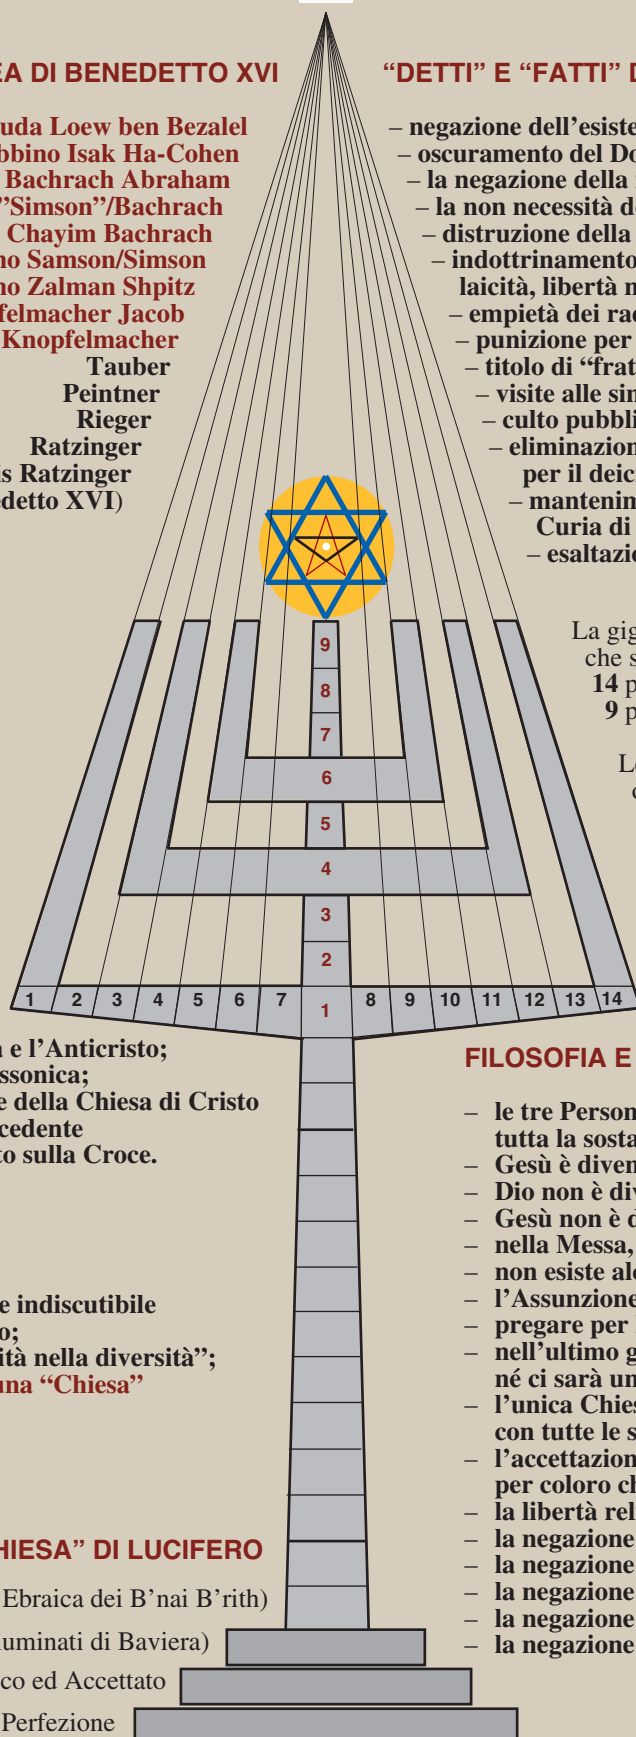 EA DI BENEDETTO XVI
uda Loew ben Bezalel
bbino Isak Ha-Cohen
Bachrach Abraham
”Simson”/Bachrach
Chayim Bachrach
no Samson/Simson
no Zalman Shpitz
felmacher Jacob
Knopfelmacher
Tauber
Peintner
Rieger
Ratzinger
is Ratzinger
edetto XVI)
“DETTI” E “FATTI” D
– negazione dell’esiste
– oscuramento del Do
– la negazione della
– la non necessità de
– distruzione della
– indottrinamento
laicità, libertà n
– empietà dei rac
– punizione per
– titolo di “frat
– visite alle sin
– culto pubbli
– eliminazion
per il deici
– mantenim
Curia di
– esaltazio
La gig
che s
14 p
9 p
Le
9
8
7
6
5
4
3
2
1 2 3 4 5 6 7 1 8 9 10 11 12 13 14
a e l’Anticristo;
ssonica;
e della Chiesa di Cristo
cedente
to sulla Croce.
e indiscutibile
o;
ità nella diversità”;
una “Chiesa”
FILOSOFIA E
– le tre Person
tutta la sosta
– Gesù è diven
– Dio non è div
– Gesù non è d
– nella Messa,
– non esiste alc
– l’Assunzione
– pregare per
– nell’ultimo g
né ci sarà un
– l’unica Chies
con tutte le s
– l’accettazion
per coloro ch
– la libertà rel
– la negazione
– la negazione
– la negazione
– la negazione
– la negazione
HIESA” DI LUCIFERO
Ebraica dei B’nai B’rith)
luminati di Baviera)
co ed Accettato
Perfezione